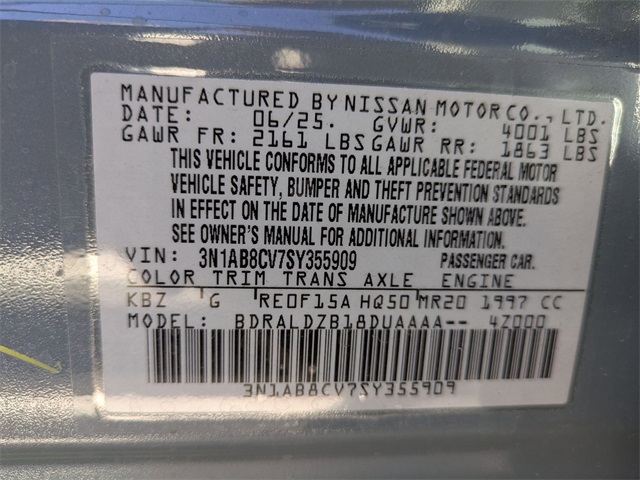 MANUFACTURED BY NISSAN MOTOR CO., LTD.
DATE: 06/25. GVWR: 4001 LBS
GAWR FR: 2161 LBS GAWR RR: 1863 LBS
THIS VEHICLE CONFORMS TO ALL APPLICABLE FEDERAL MOTOR
VEHICLE SAFETY, BUMPER AND THEFT PREVENTION STANDARDS
IN EFFECT ON THE DATE OF MANUFACTURE SHOWN ABOVE.
SEE OWNER'S MANUAL FOR ADDITIONAL INFORMATION.
VIN: 3N1AB8CV7SY355909 PASSENGER CAR.
COLOR TRIM TRANS AXLE ENGINE
KBZ G RE0F15A HQ50 MR20 1997 CC
MODEL: BDRALDZB18DUAAAA-- 4Z000
3N1AB8CV7SY355909